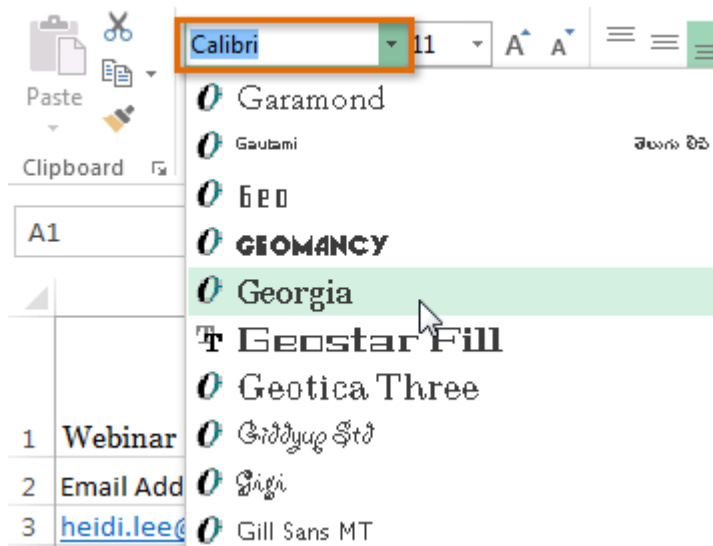 Calibri 11 A A
Paste
Clipboard
Garamond
Gautami తెలుగు లిపి
Geo
GEOMANCY
A1
Georgia
Geostar Fill
Geotica Three
1 Webinar
Giddyup Std
2 Email Add
Gigi
3 heidi.lee@
Gill Sans MT